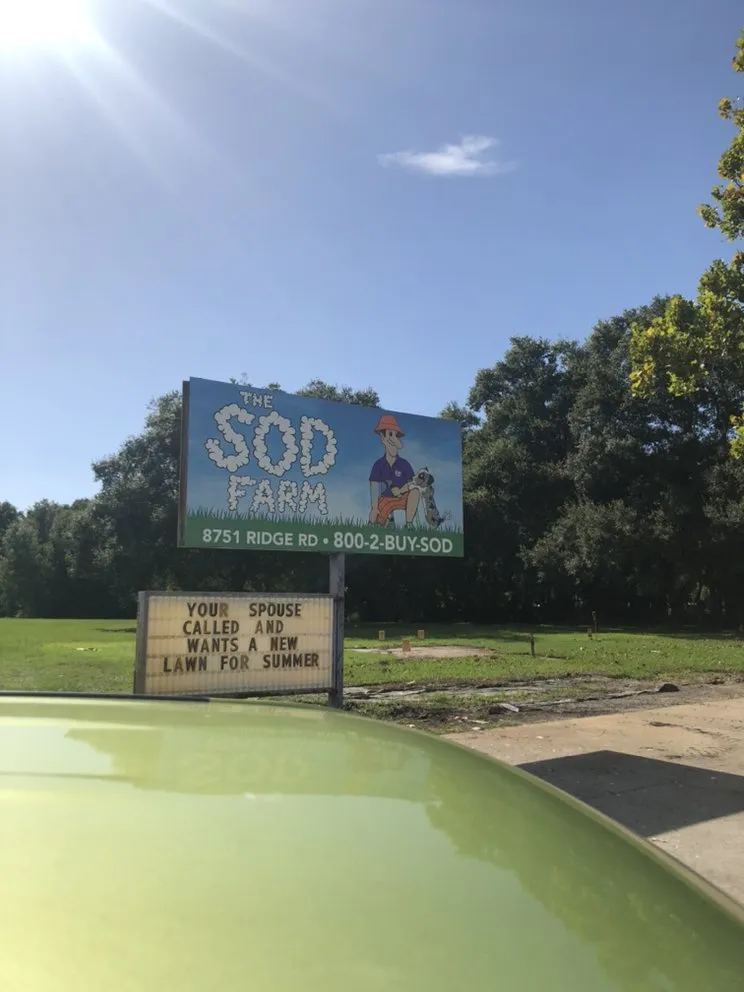 THE
SOD
FARM
8751 RIDGE RD • 800-2-BUY-SOD
YOUR SPOUSE
CALLED AND
WANTS A NEW
LAWN FOR SUMMER